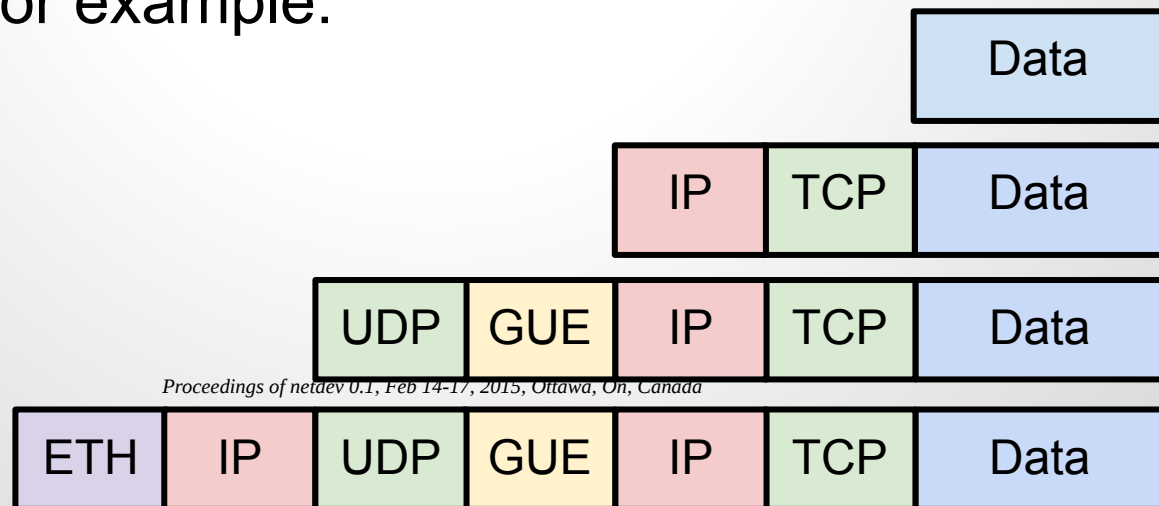 or example:
Data
IP TCP Data
UDP GUE IP TCP Data
Proceedings of netdev 0.1, Feb 14-17, 2015, Ottawa, On, Canada
ETH IP UDP GUE IP TCP Data